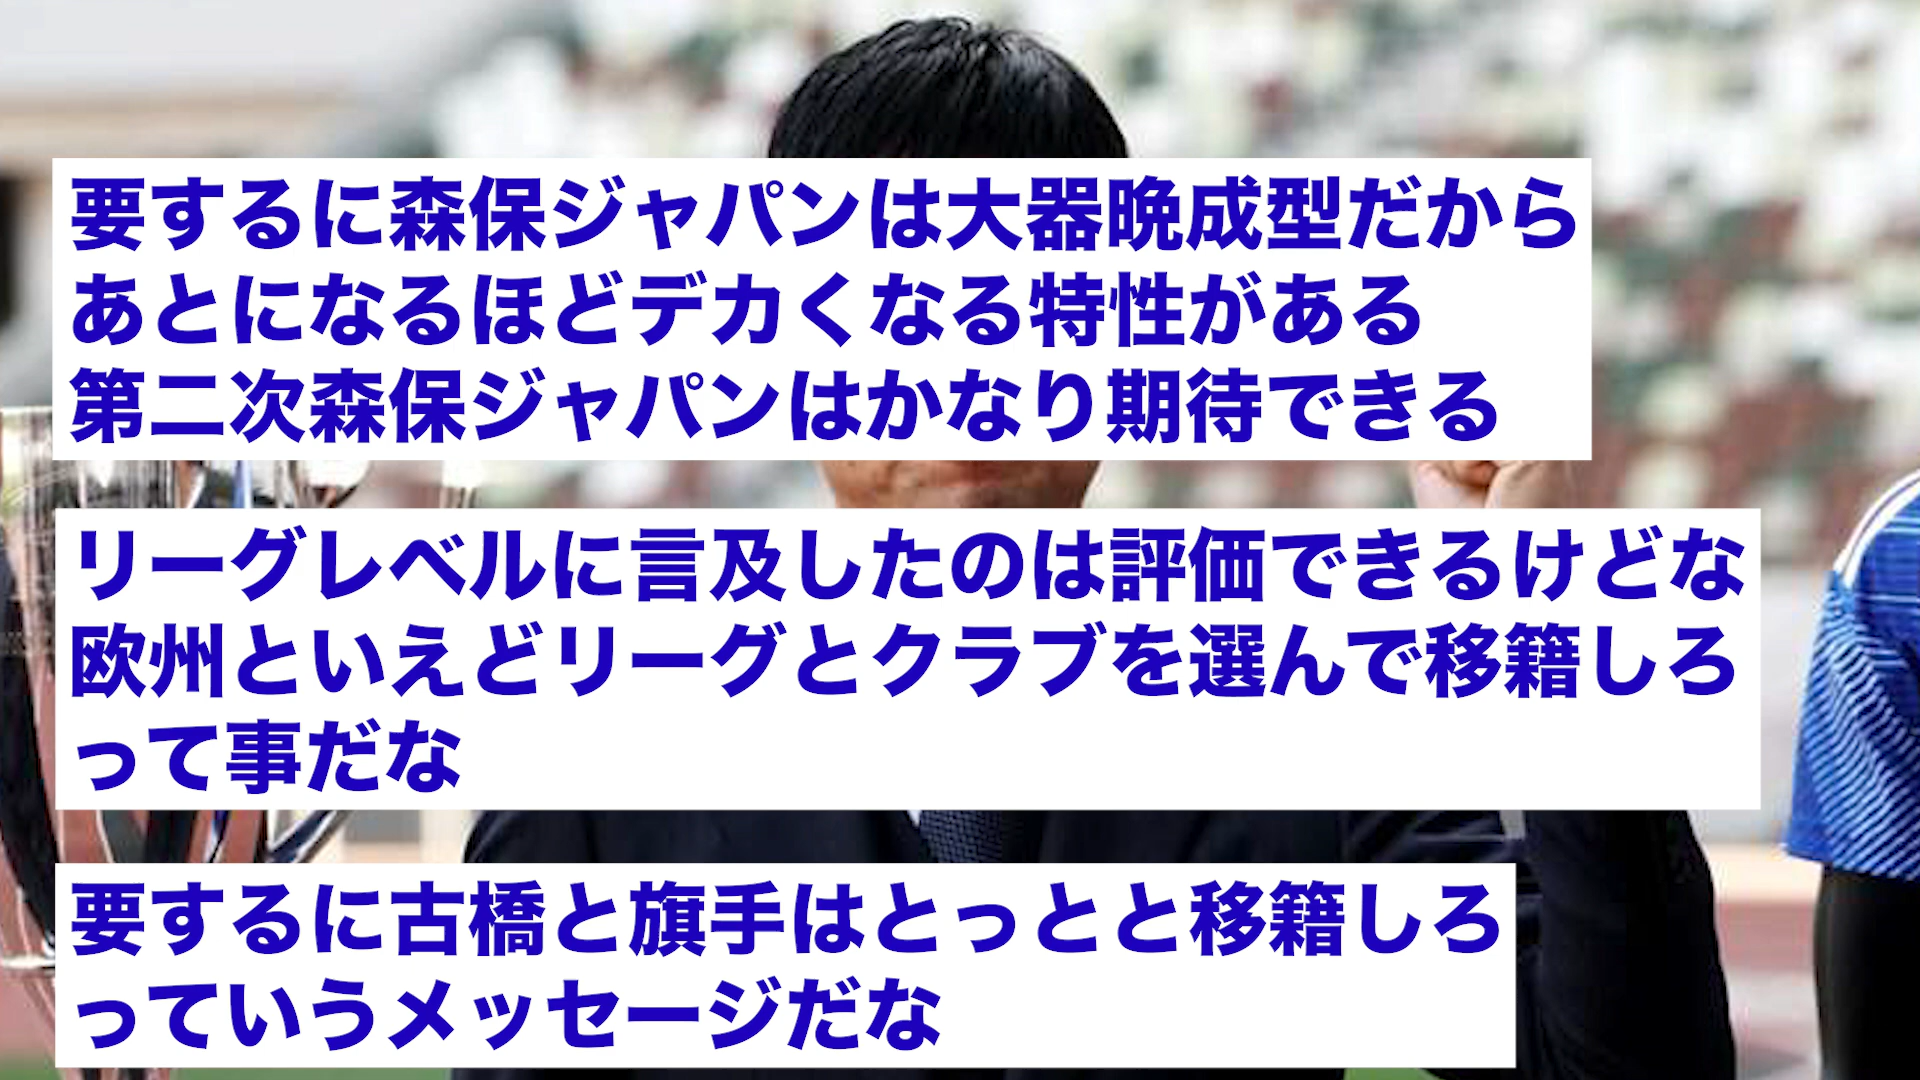 要するに森保ジャパンは大器晩成型だから
あとになるほどデカくなる特性がある
第二次森保ジャパンはかなり期待できる
リーグレベルに言及したのは評価できるけどな
欧州といえどリーグとクラブを選んで移籍しろ
って事だな
要するに古橋と旗手はとっとと移籍しろ
っていうメッセージだな